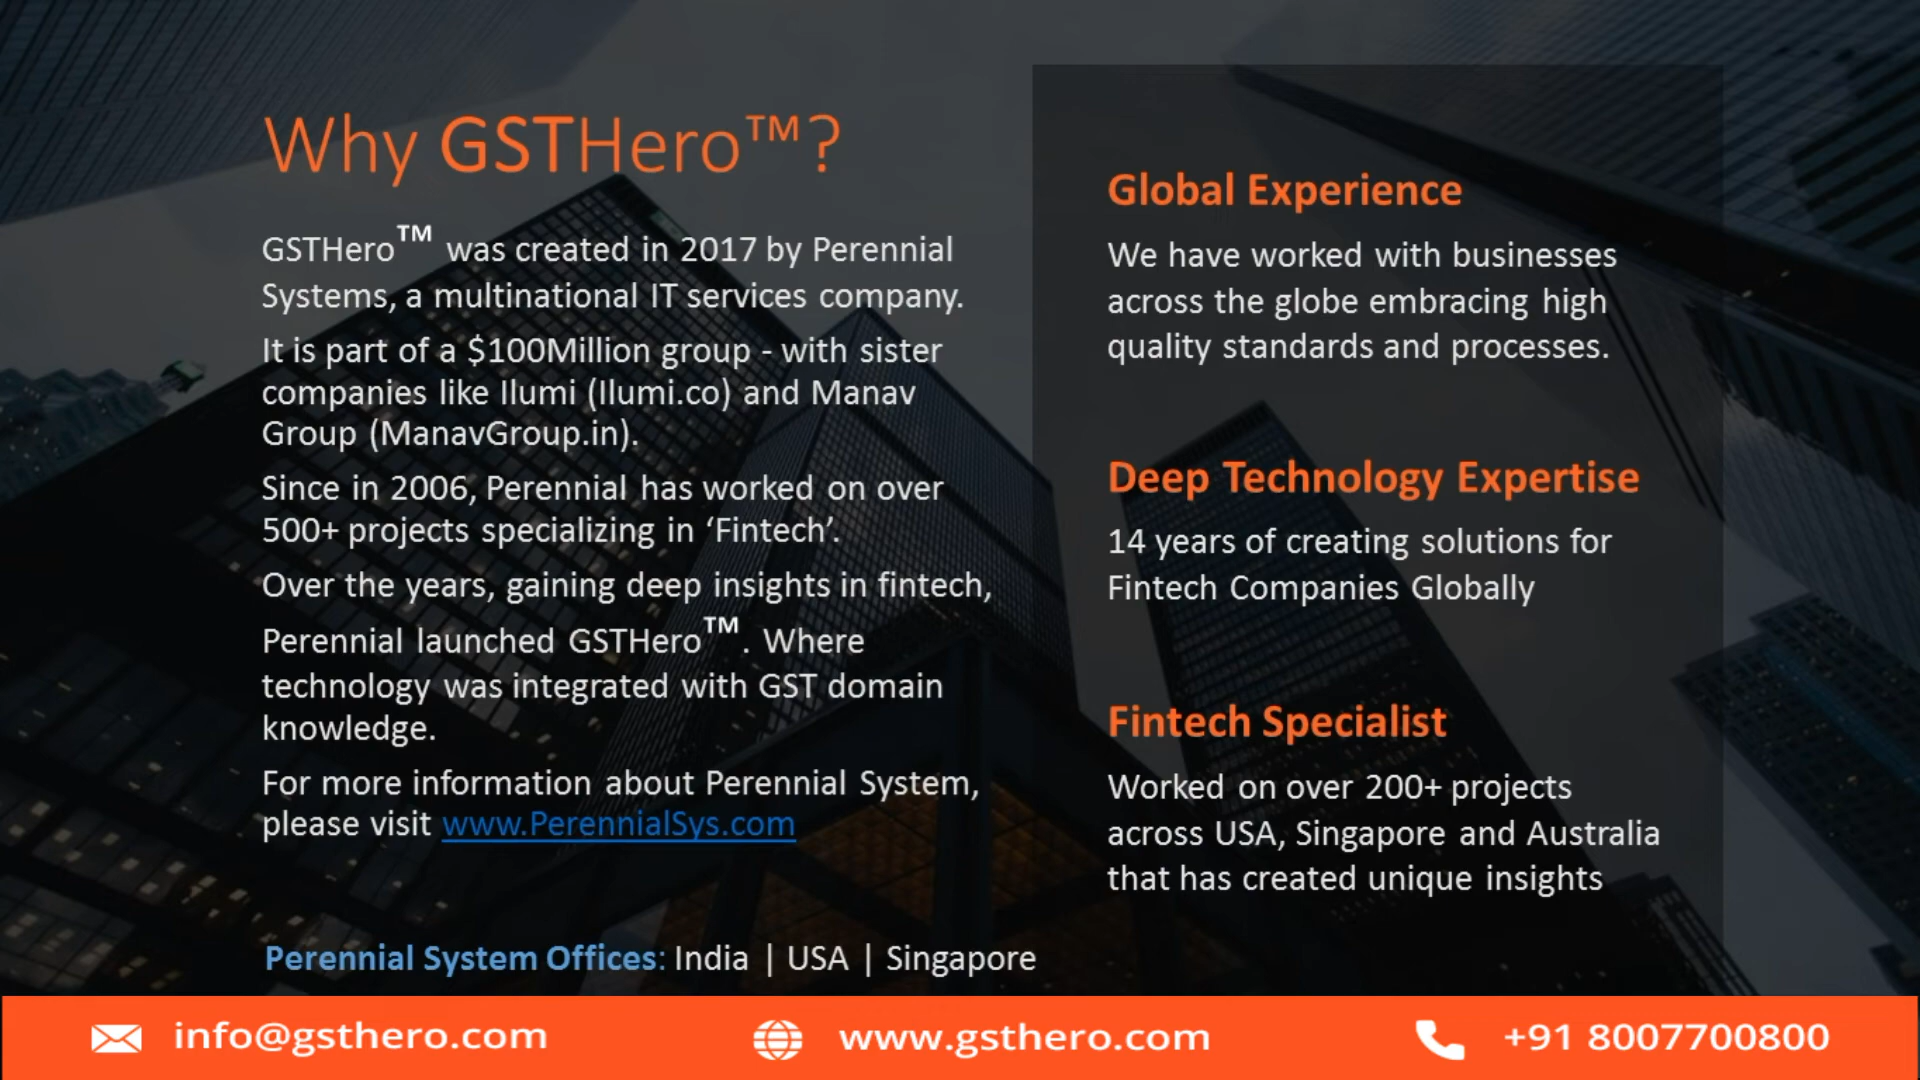 Why GSTHero™?
GSTHero™ was created in 2017 by Perennial
Systems, a multinational IT services company.
It is part of a $100Million group - with sister
companies like Ilumi (Ilumi.co) and Manav
Group (ManavGroup.in).
Since in 2006, Perennial has worked on over
500+ projects specializing in ‘Fintech’.
Over the years, gaining deep insights in fintech,
Perennial launched GSTHero™. Where
technology was integrated with GST domain
knowledge.
For more information about Perennial System,
please visit www.PerennialSys.com
Perennial System Offices: India | USA | Singapore
Global Experience
We have worked with businesses
across the globe embracing high
quality standards and processes.
Deep Technology Expertise
14 years of creating solutions for
Fintech Companies Globally
Fintech Specialist
Worked on over 200+ projects
across USA, Singapore and Australia
that has created unique insights
info@gsthero.com
www.gsthero.com
+91 8007700800